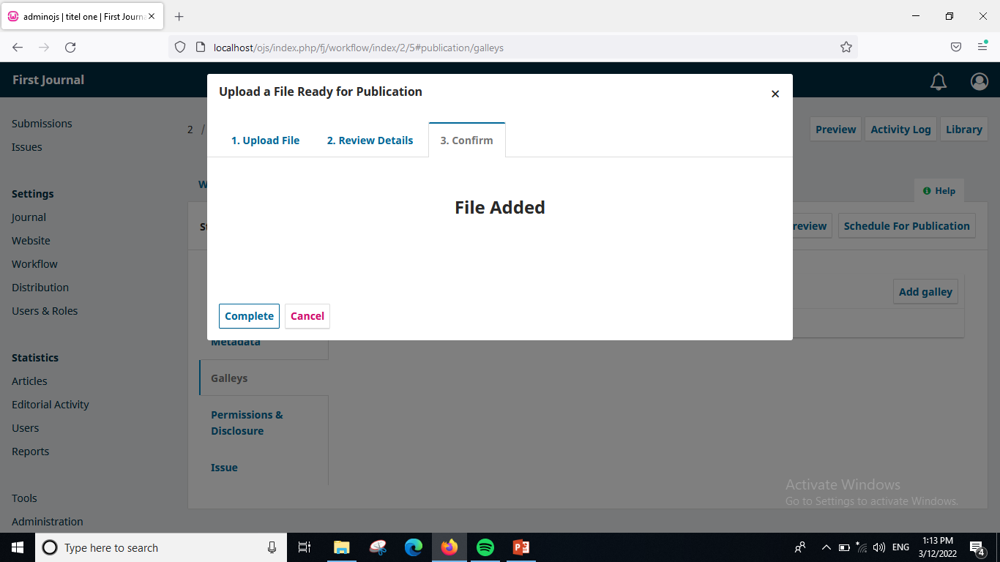 adminojs | titel one | First Journa
localhost/ojs/index.php/fj/workflow/index/2/5#publication/galleys
First Journal
Upload a File Ready for Publication
Submissions
Issues
2 /
Preview
Activity Log
Library
1. Upload File
2. Review Details
3. Confirm
W
Help
Settings
Journal
Website
Workflow
Distribution
Users & Roles
File Added
St
review
Schedule For Publication
Add galley
Complete
Cancel
Metadata
Galleys
Permissions &
Disclosure
Issue
Statistics
Articles
Editorial Activity
Users
Reports
Tools
Administration
Activate Windows
Go to Settings to activate Windows.
Type here to search
ENG
1:13 PM
3/12/2022
4